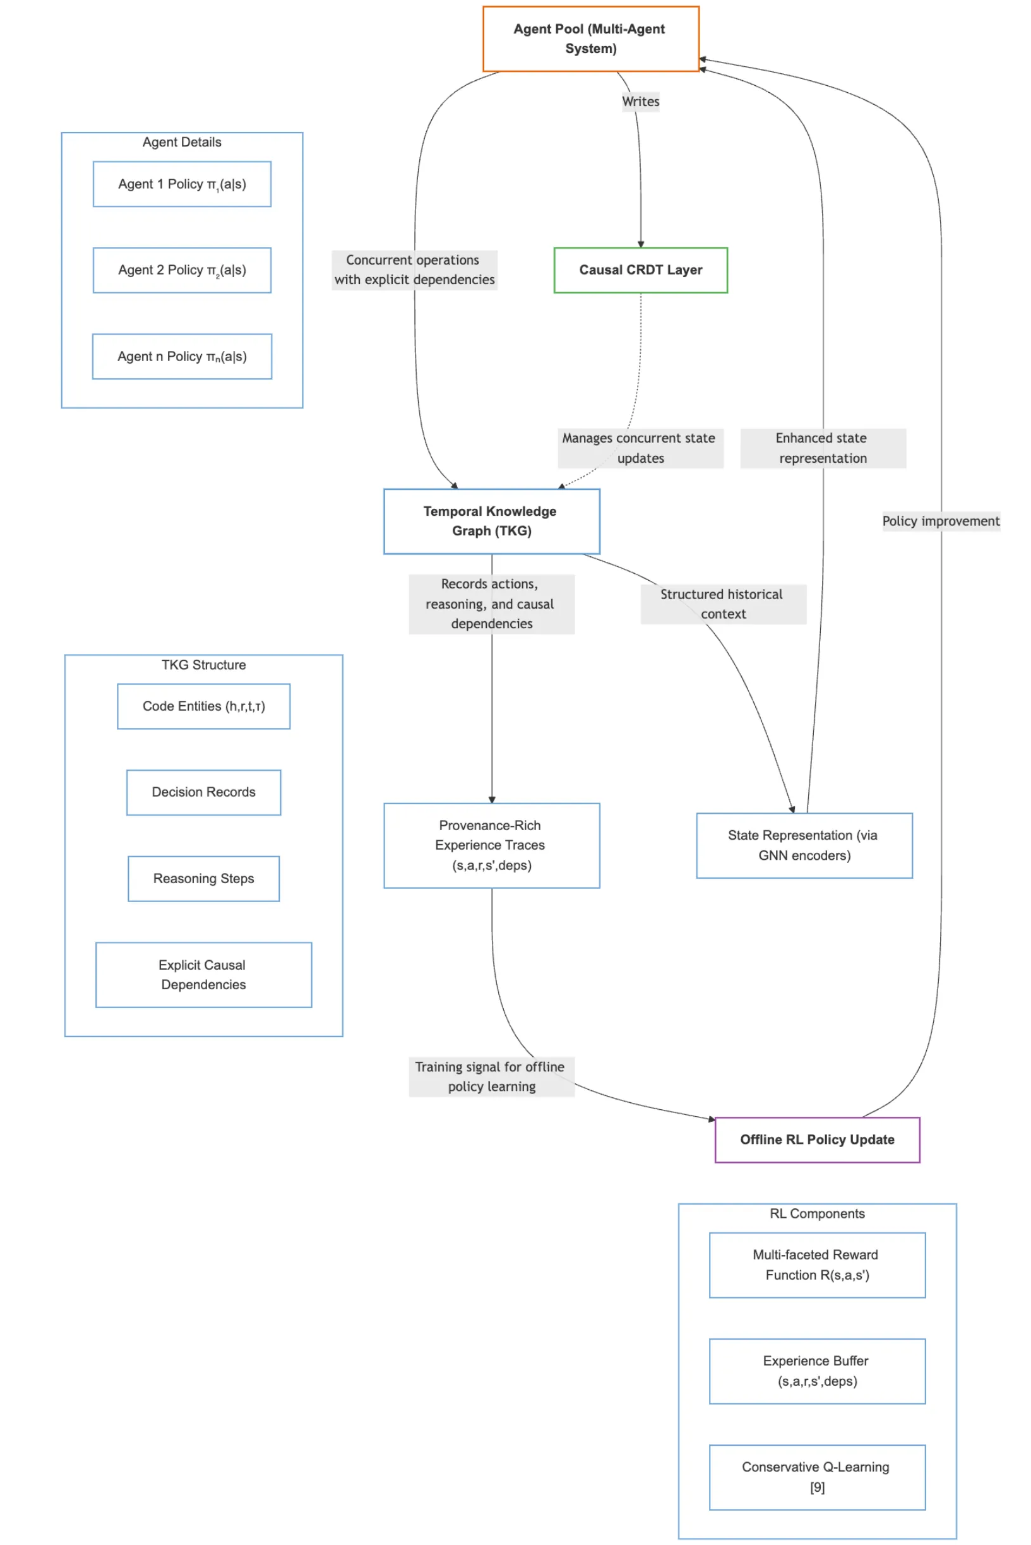 Agent Pool (Multi-Agent
System)
Writes
Agent Details
Agent 1 Policy π₁(a|s)
Agent 2 Policy π₂(a|s)
Agent n Policy πₙ(a|s)
Concurrent operations
with explicit dependencies
Causal CRDT Layer
Manages concurrent state
updates
Enhanced state
representation
Temporal Knowledge
Graph (TKG)
Policy improvement
Records actions,
reasoning, and causal
dependencies
Structured historical
context
TKG Structure
Code Entities (h,r,t,τ)
Decision Records
Reasoning Steps
Explicit Causal
Dependencies
Provenance-Rich
Experience Traces
(s,a,r,s',deps)
State Representation (via
GNN encoders)
Training signal for offline
policy learning
Offline RL Policy Update
RL Components
Multi-faceted Reward
Function R(s,a,s')
Experience Buffer
(s,a,r,s',deps)
Conservative Q-Learning
[9]